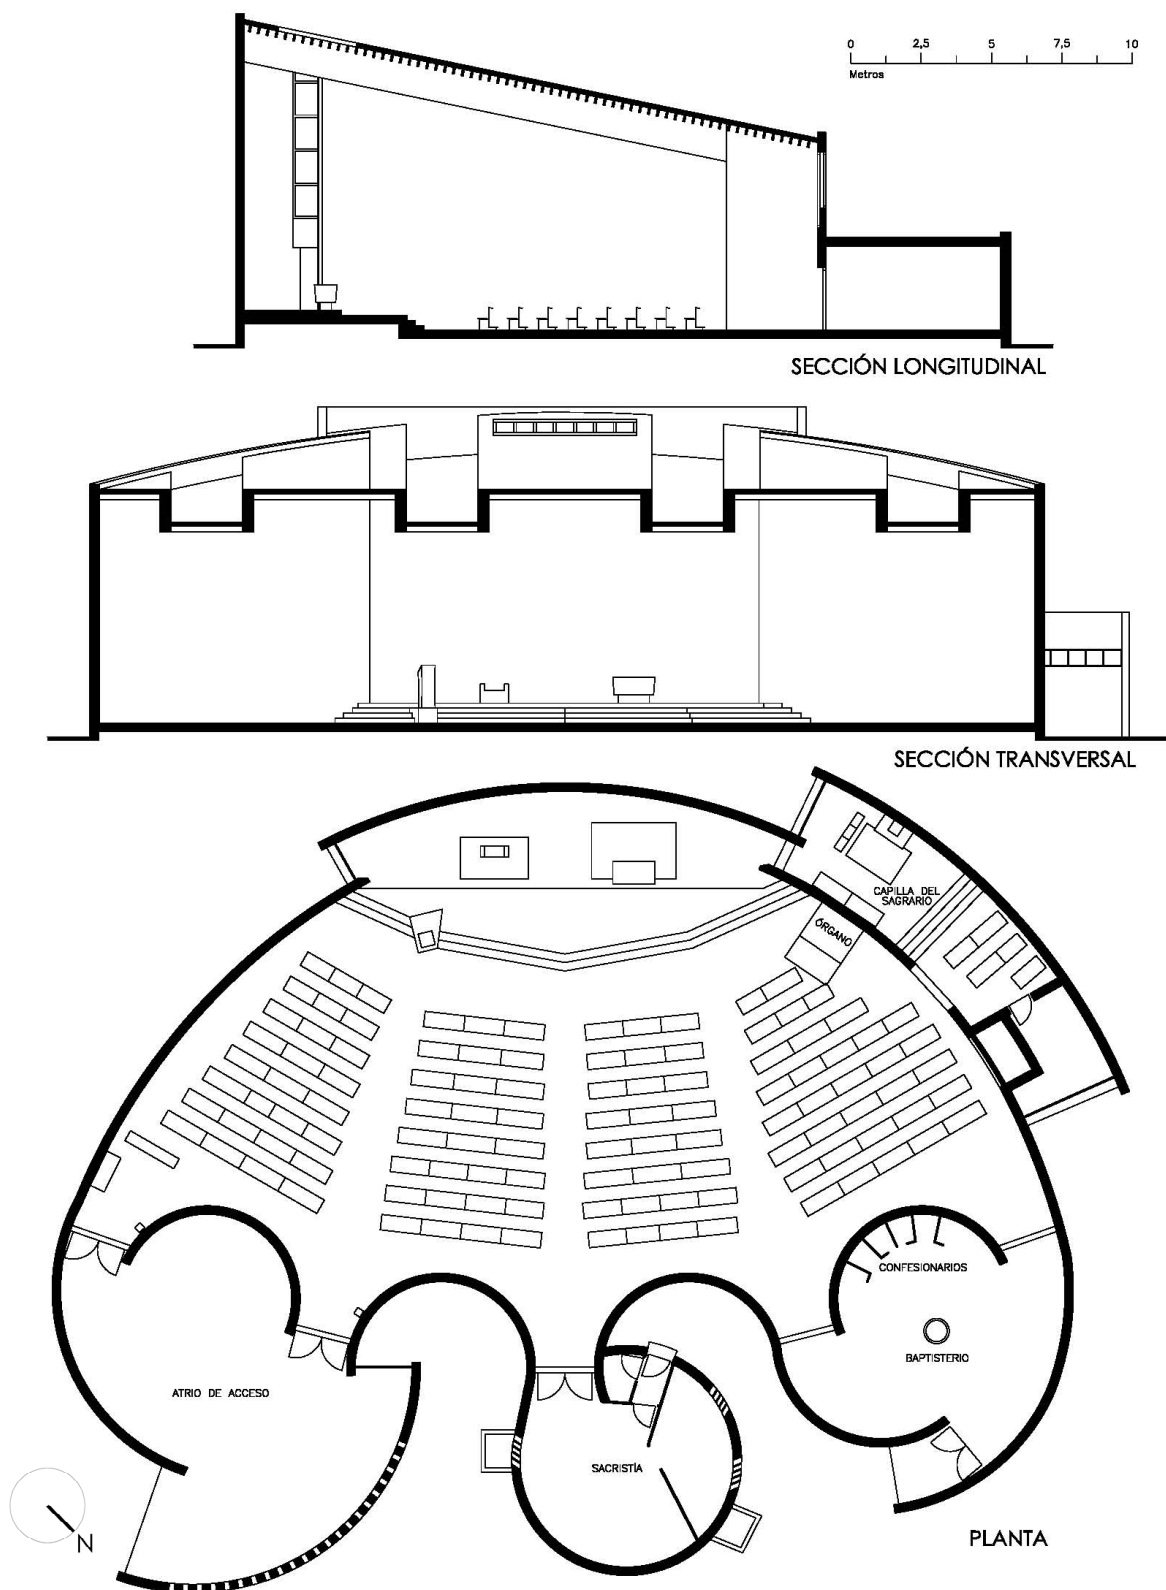 0 2,5 5 7,5 10
Metros
SECCIÓN LONGITUDINAL
SECCIÓN TRANSVERSAL
CAPILLA DEL
SAGRARIO
ÓRGANO
CONFESIONARIOS
BAPTISTERIO
ATRIO DE ACCESO
SACRISTÍA
N
PLANTA